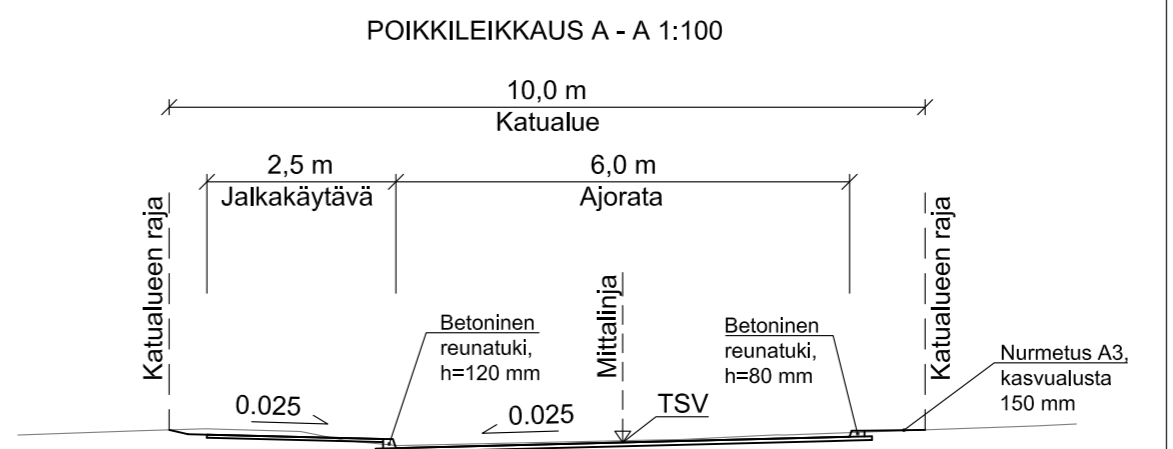 POIKKILEIKKAUS A - A 1:100
10,0 m
Katualue
2,5 m
Jalkakäytävä
6,0 m
Ajorata
Katualueen raja
Betoninen
reunatuki,
h=120 mm
Mittalinja
Betoninen
reunatuki,
h=80 mm
Katualueen raja
Nurmetus A3,
kasvualusta
150 mm
0.025
0.025
TSV